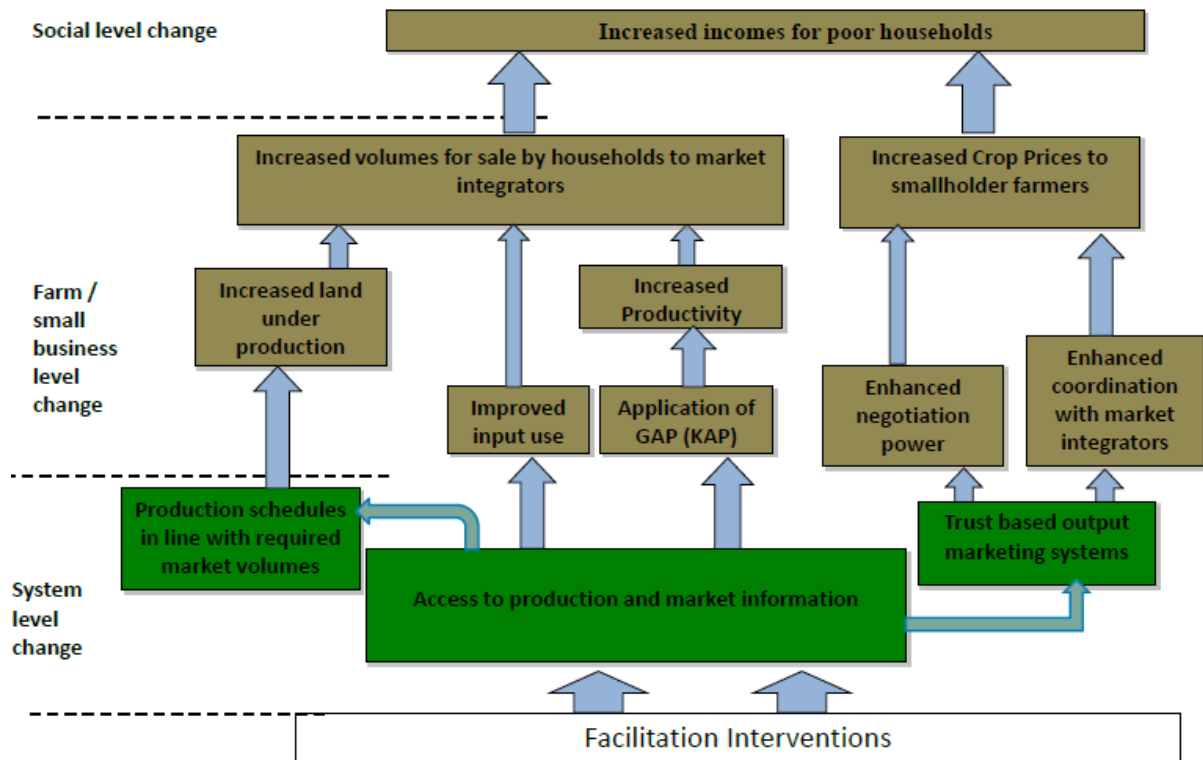 Social level change
Increased incomes for poor households
Increased volumes for sale by households to market
integrators
Increased Crop Prices to
smallholder farmers
Farm /
small
business
level
change
Increased land
under
production
Increased
Productivity
Improved
input use
Application of
GAP (KAP)
Enhanced
negotiation
power
Enhanced
coordination
with market
integrators
Production schedules
in line with required
market volumes
Trust based output
marketing systems
System
level
change
Access to production and market information
Facilitation Interventions